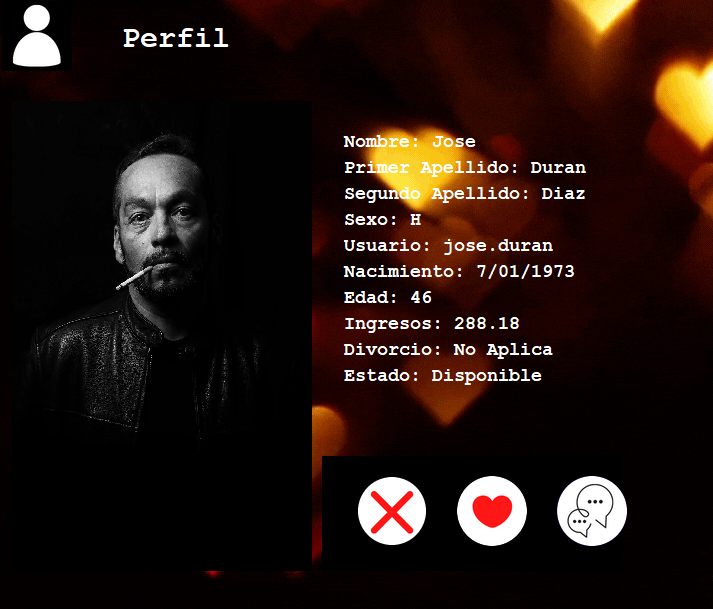 Perfil
Nombre: Jose
Primer Apellido: Duran
Segundo Apellido: Diaz
Sexo: H
Usuario: jose.duran
Nacimiento: 7/01/1973
Edad: 46
Ingresos: 288.18
Divorcio: No Aplica
Estado: Disponible